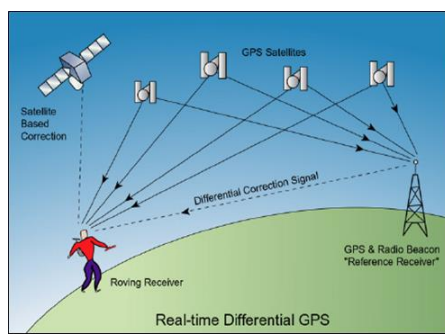 GPS Satellites
Satellite
Based
Correction
Differential Correction Signal
GPS & Radio Beacon
"Reference Receiver"
Roving Receiver
Real-time Differential GPS